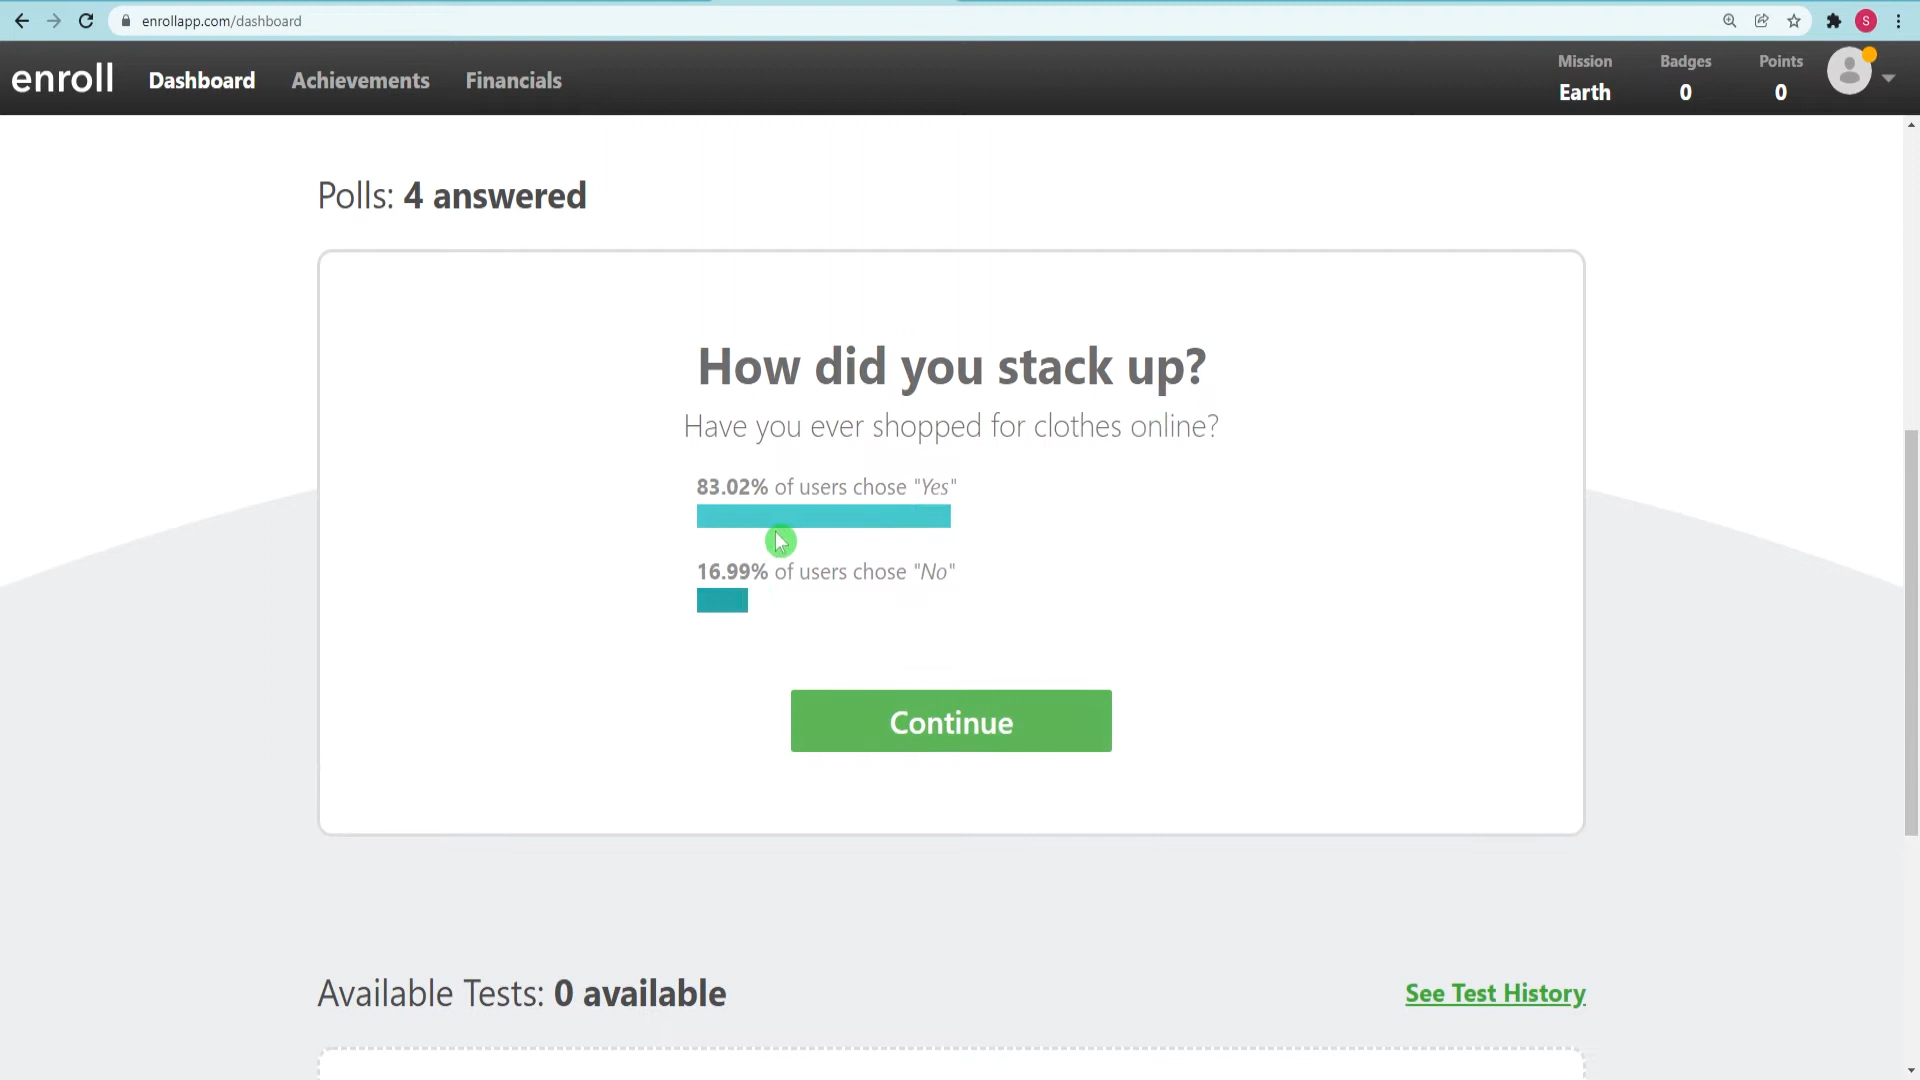 enrollapp.com/dashboard
S
enroll
Dashboard
Achievements
Financials
Mission
Earth
Badges
0
Points
0
Polls: 4 answered
How did you stack up?
Have you ever shopped for clothes online?
83.02% of users chose "Yes"
16.99% of users chose "No"
Continue
Available Tests: 0 available
See Test History